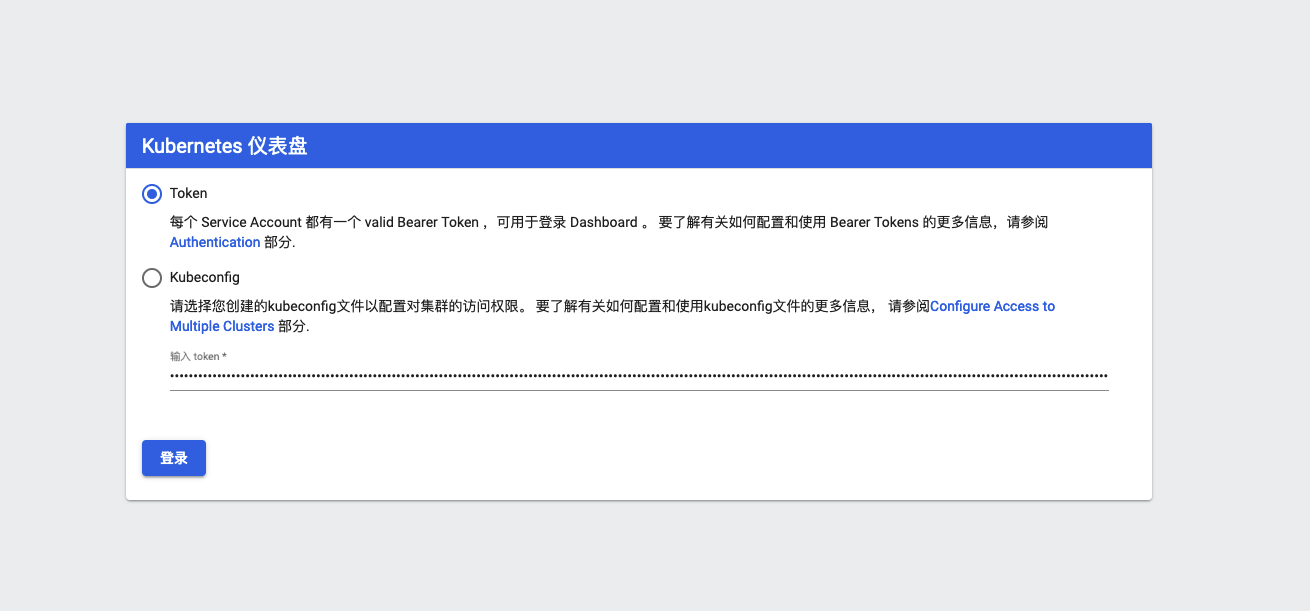 Kubernetes 仪表盘
Token
每个 Service Account 都有一个 valid Bearer Token ，可用于登录 Dashboard 。 要了解有关如何配置和使用 Bearer Tokens 的更多信息，请参阅
Authentication 部分.
Kubeconfig
请选择您创建的kubeconfig文件以配置对集群的访问权限。 要了解有关如何配置和使用kubeconfig文件的更多信息， 请参阅Configure Access to
Multiple Clusters 部分.
输入 token *
登录